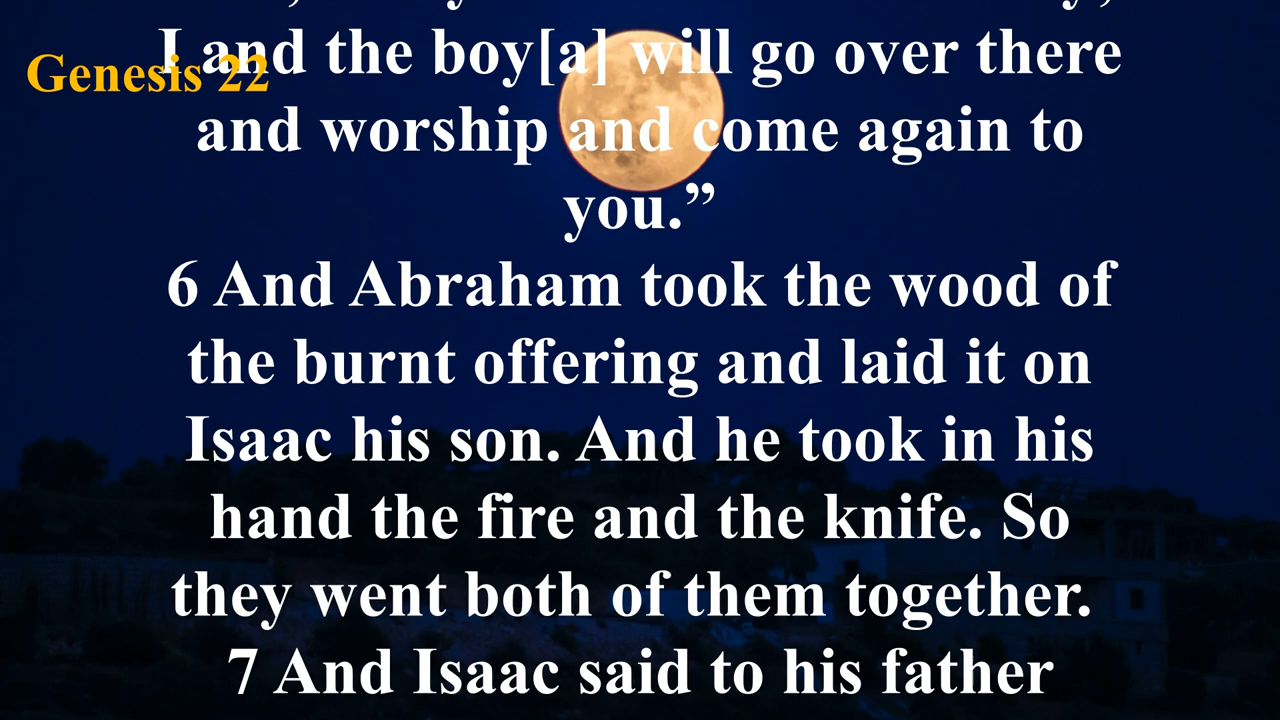 Genesis 22
I and the boy[a] will go over there
and worship and come again to
you.”
6 And Abraham took the wood of
the burnt offering and laid it on
Isaac his son. And he took in his
hand the fire and the knife. So
they went both of them together.
7 And Isaac said to his father